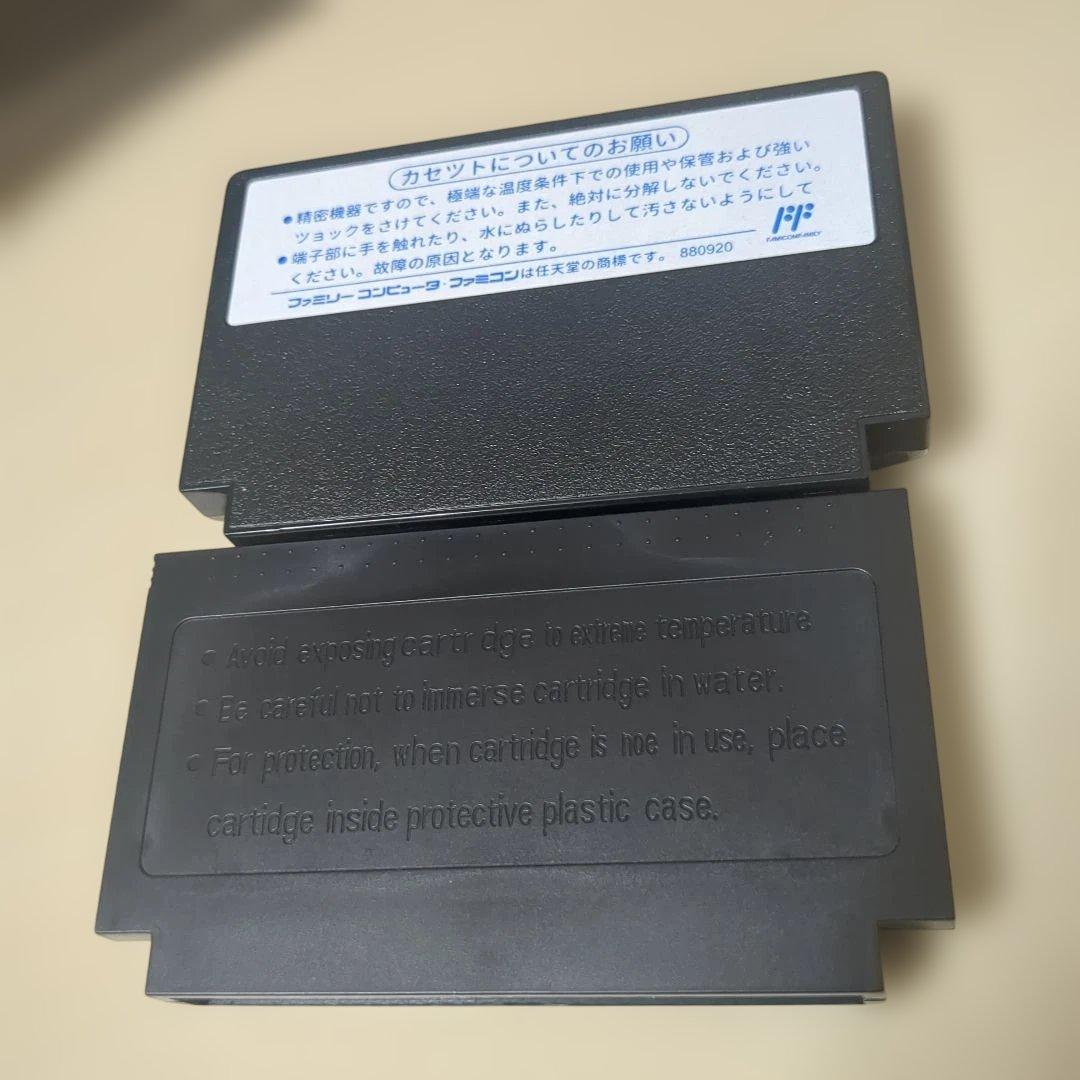 カセツトについてのお願い
●精密機器ですので、極端な温度条件下での使用や保管および強い
ツョックをさけてください。また、絶対に分解しないでください。
●端子部に手を触れたり、水にぬらしたりして汚さないようにして
ください。故障の原因となります。
ファミリー コンピュータ・ファミコンは任天堂の商標です。 880920
FAMICOM FAMILY
● Avoid exposing cartr dge to extreme temperature
● Be careful not to immerse cartridge in water.
● For protection, when cartridge is noe in use, place
cartidge inside protective plastic case.